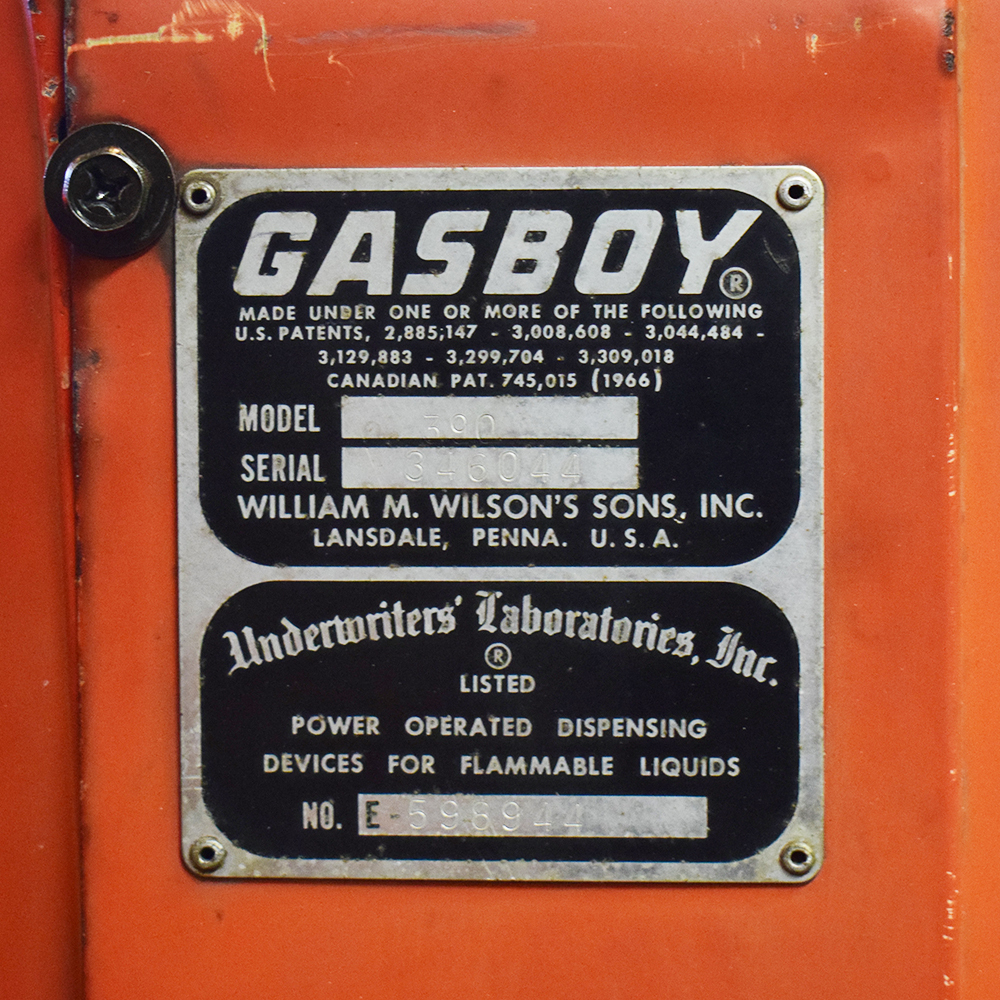 GASBOY®
MADE UNDER ONE OR MORE OF THE FOLLOWING
U.S. PATENTS, 2,885,147 - 3,008,608 - 3,044,484 -
3,129,883 - 3,299,704 - 3,309,018
CANADIAN PAT. 745,015 (1966)
MODEL 390
SERIAL 346044
WILLIAM M. WILSON'S SONS, INC.
LANSDALE, PENNA. U. S. A.
Underwriters' Laboratories, Inc.
®
LISTED
POWER OPERATED DISPENSING
DEVICES FOR FLAMMABLE LIQUIDS
NO. E-596944